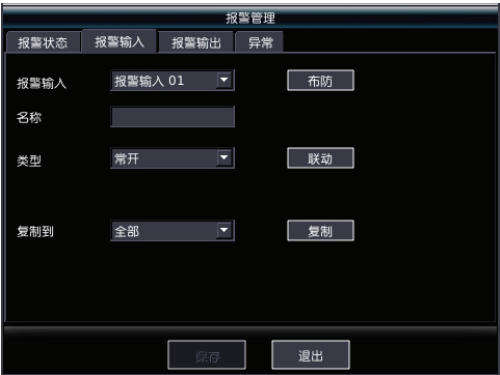 报警管理
报警状态 报警输入 报警输出 异常
报警输入 报警输入 01 布防
名称
类型 常开 联动
复制到 全部 复制
保存 退出